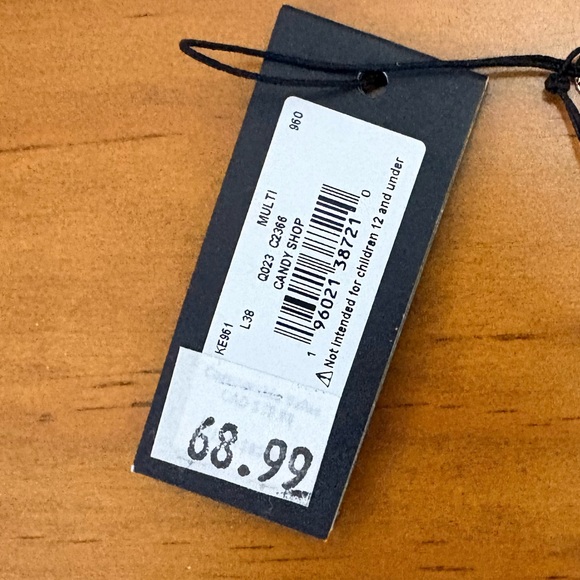 960
MULTI
Q023 C2366
CANDY SHOP
KE961
L38
1 96021 38721 0
⚠ Not intended for children 12 and under
68.99